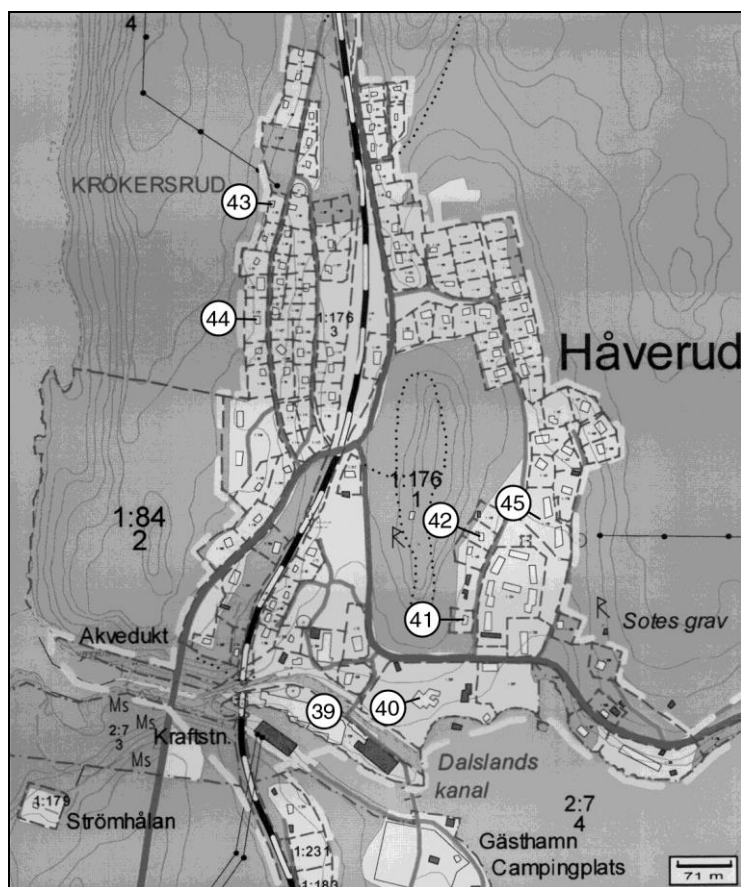 4
KRÖKERSRUD
43
44
1:176
3
Håverud
1:176
1
R
42
45
1:84
2
41
R
Sotes grav
Akvedukt
Ms
39
40
Ms
2:7
3
Kraftstn.
Ms
Dalslands
kanal
1:179
2:7
4
Strömhålan
Gästhamn
1:231
Campingplats
1:183
71 m